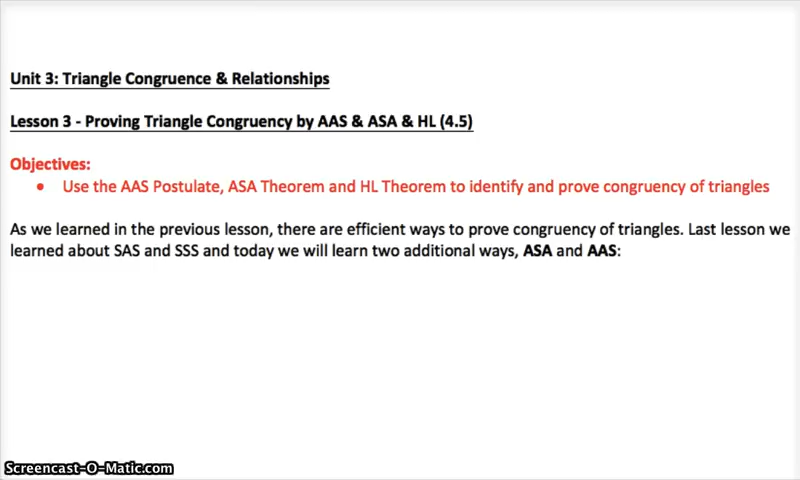 Unit 3: Triangle Congruence & Relationships
Lesson 3 - Proving Triangle Congruency by AAS & ASA & HL (4.5)
Objectives:
• Use the AAS Postulate, ASA Theorem and HL Theorem to identify and prove congruency of triangles
As we learned in the previous lesson, there are efficient ways to prove congruency of triangles. Last lesson we
learned about SAS and SSS and today we will learn two additional ways, ASA and AAS:
Screencast-O-Matic.com